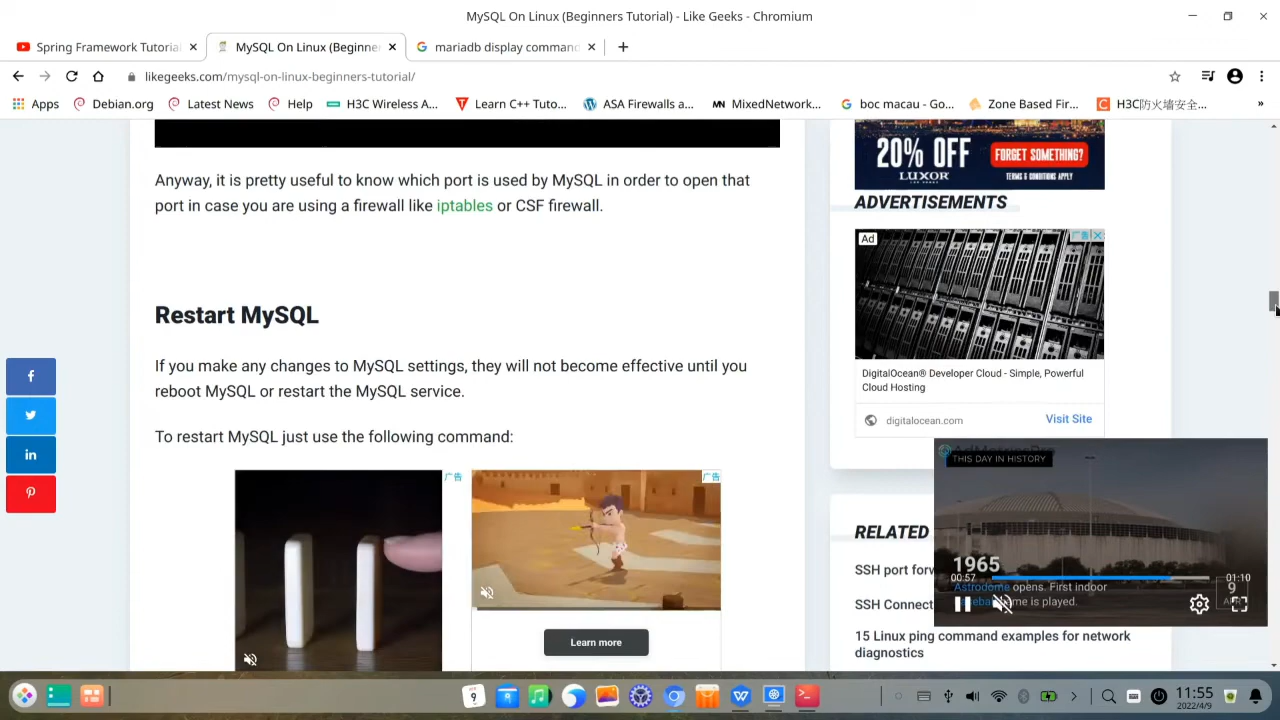 MySQL On Linux (Beginners Tutorial) - Like Geeks - Chromium
Spring Framework Tutoria
MySQL On Linux (Beginne
mariadb display command
likegeeks.com/mysql-on-linux-beginners-tutorial/
Apps
Debian.org
Latest News
Help
H3C Wireless A...
Learn C++ Tuto...
ASA Firewalls a...
MixedNetwork...
boc macau - Go...
Zone Based Fir...
H3C防火墙安全...
»
Anyway, it is pretty useful to know which port is used by MySQL in order to open that
port in case you are using a firewall like iptables or CSF firewall.
Restart MySQL
If you make any changes to MySQL settings, they will not become effective until you
reboot MySQL or restart the MySQL service.
To restart MySQL just use the following command:
广告
广告
Learn more
20% OFF
LUXOR
FORGET SOMETHING?
TERMS & CONDITIONS APPLY
ADVERTISEMENTS
Ad
广告
DigitalOcean® Developer Cloud - Simple, Powerful
Cloud Hosting
digitalocean.com
Visit Site
THIS DAY IN HISTORY
1965
00:57
01:10
Astrodome opens. First indoor
me is played.
9
RELATED
SSH port forw
SSH Connect
15 Linux ping command examples for network
diagnostics
9
11:55
2022/4/9